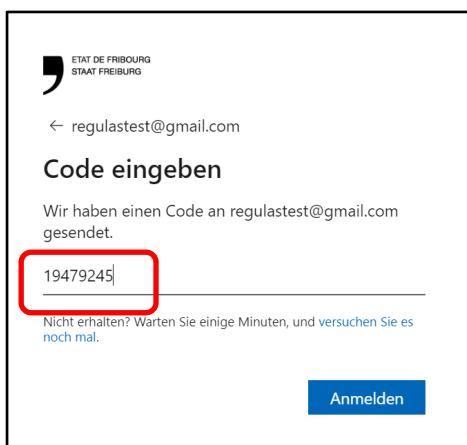 ETAT DE FRIBOURG
STAAT FREIBURG
← regulastest@gmail.com
Code eingeben
Wir haben einen Code an regulastest@gmail.com
gesendet.
19479245
Nicht erhalten? Warten Sie einige Minuten, und versuchen Sie es
noch mal.
Anmelden